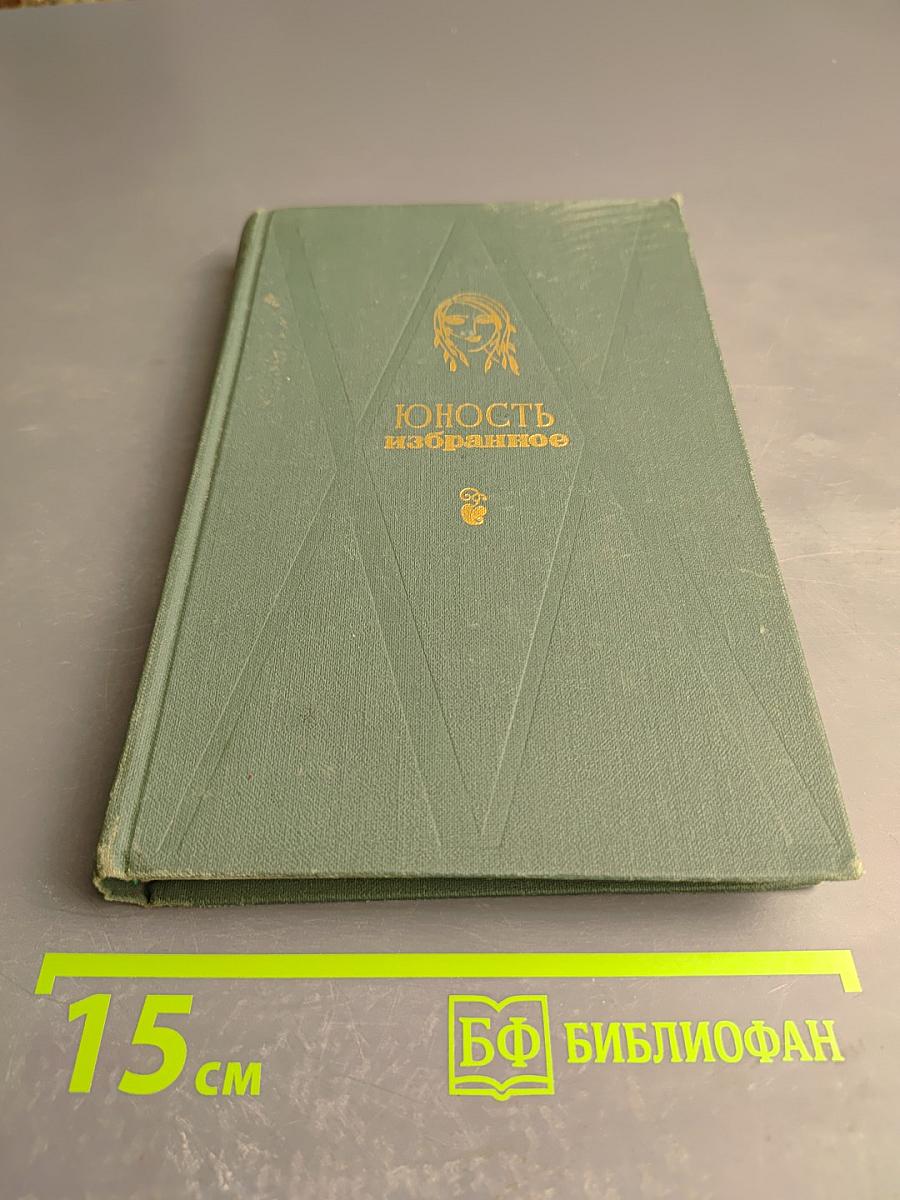 ЮНОСТЬ
избранное
15 см
БФ БИБЛИОФАН